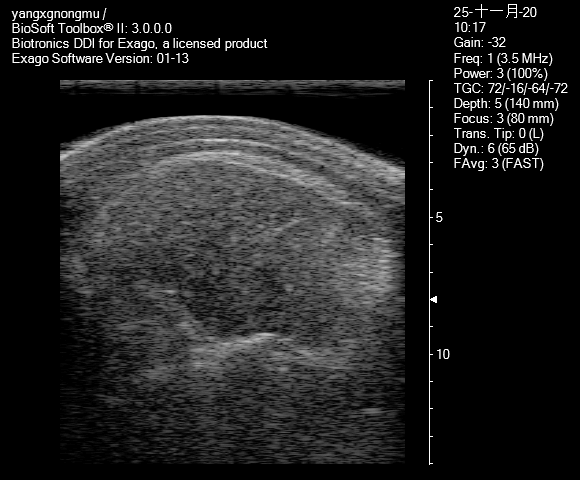 yangxgnongmu /
BioSoft Toolbox® II: 3.0.0.0
Biotronics DDI for Exago, a licensed product
Exago Software Version: 01-13
25-十一月-20
10:17
Gain: -32
Freq: 1 (3.5 MHz)
Power: 3 (100%)
TGC: 72/-16/-64/-72
Depth: 5 (140 mm)
Focus: 3 (80 mm)
Trans. Tip: 0 (L)
Dyn.: 6 (65 dB)
FAvg: 3 (FAST)
5
10